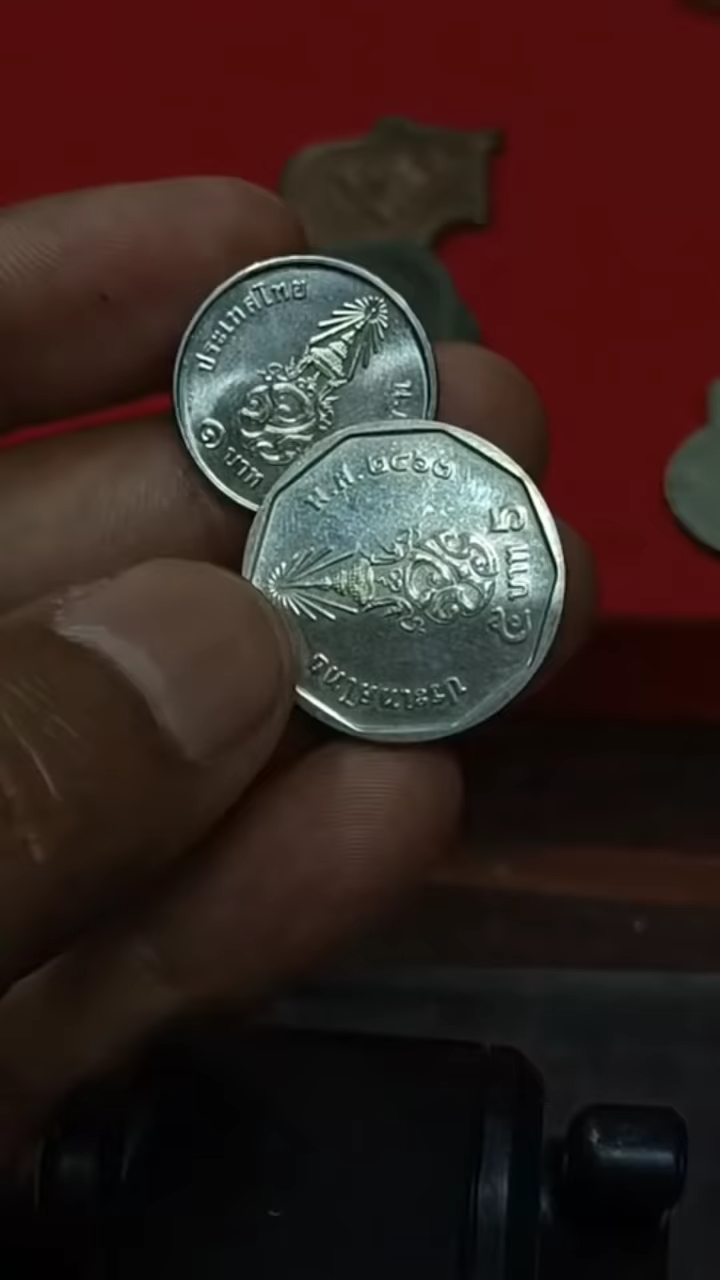 ประเทศไทย
๑ บาท
พ.ศ. ๒๕๖๒
๕ บาท 5
ประเทศไทย